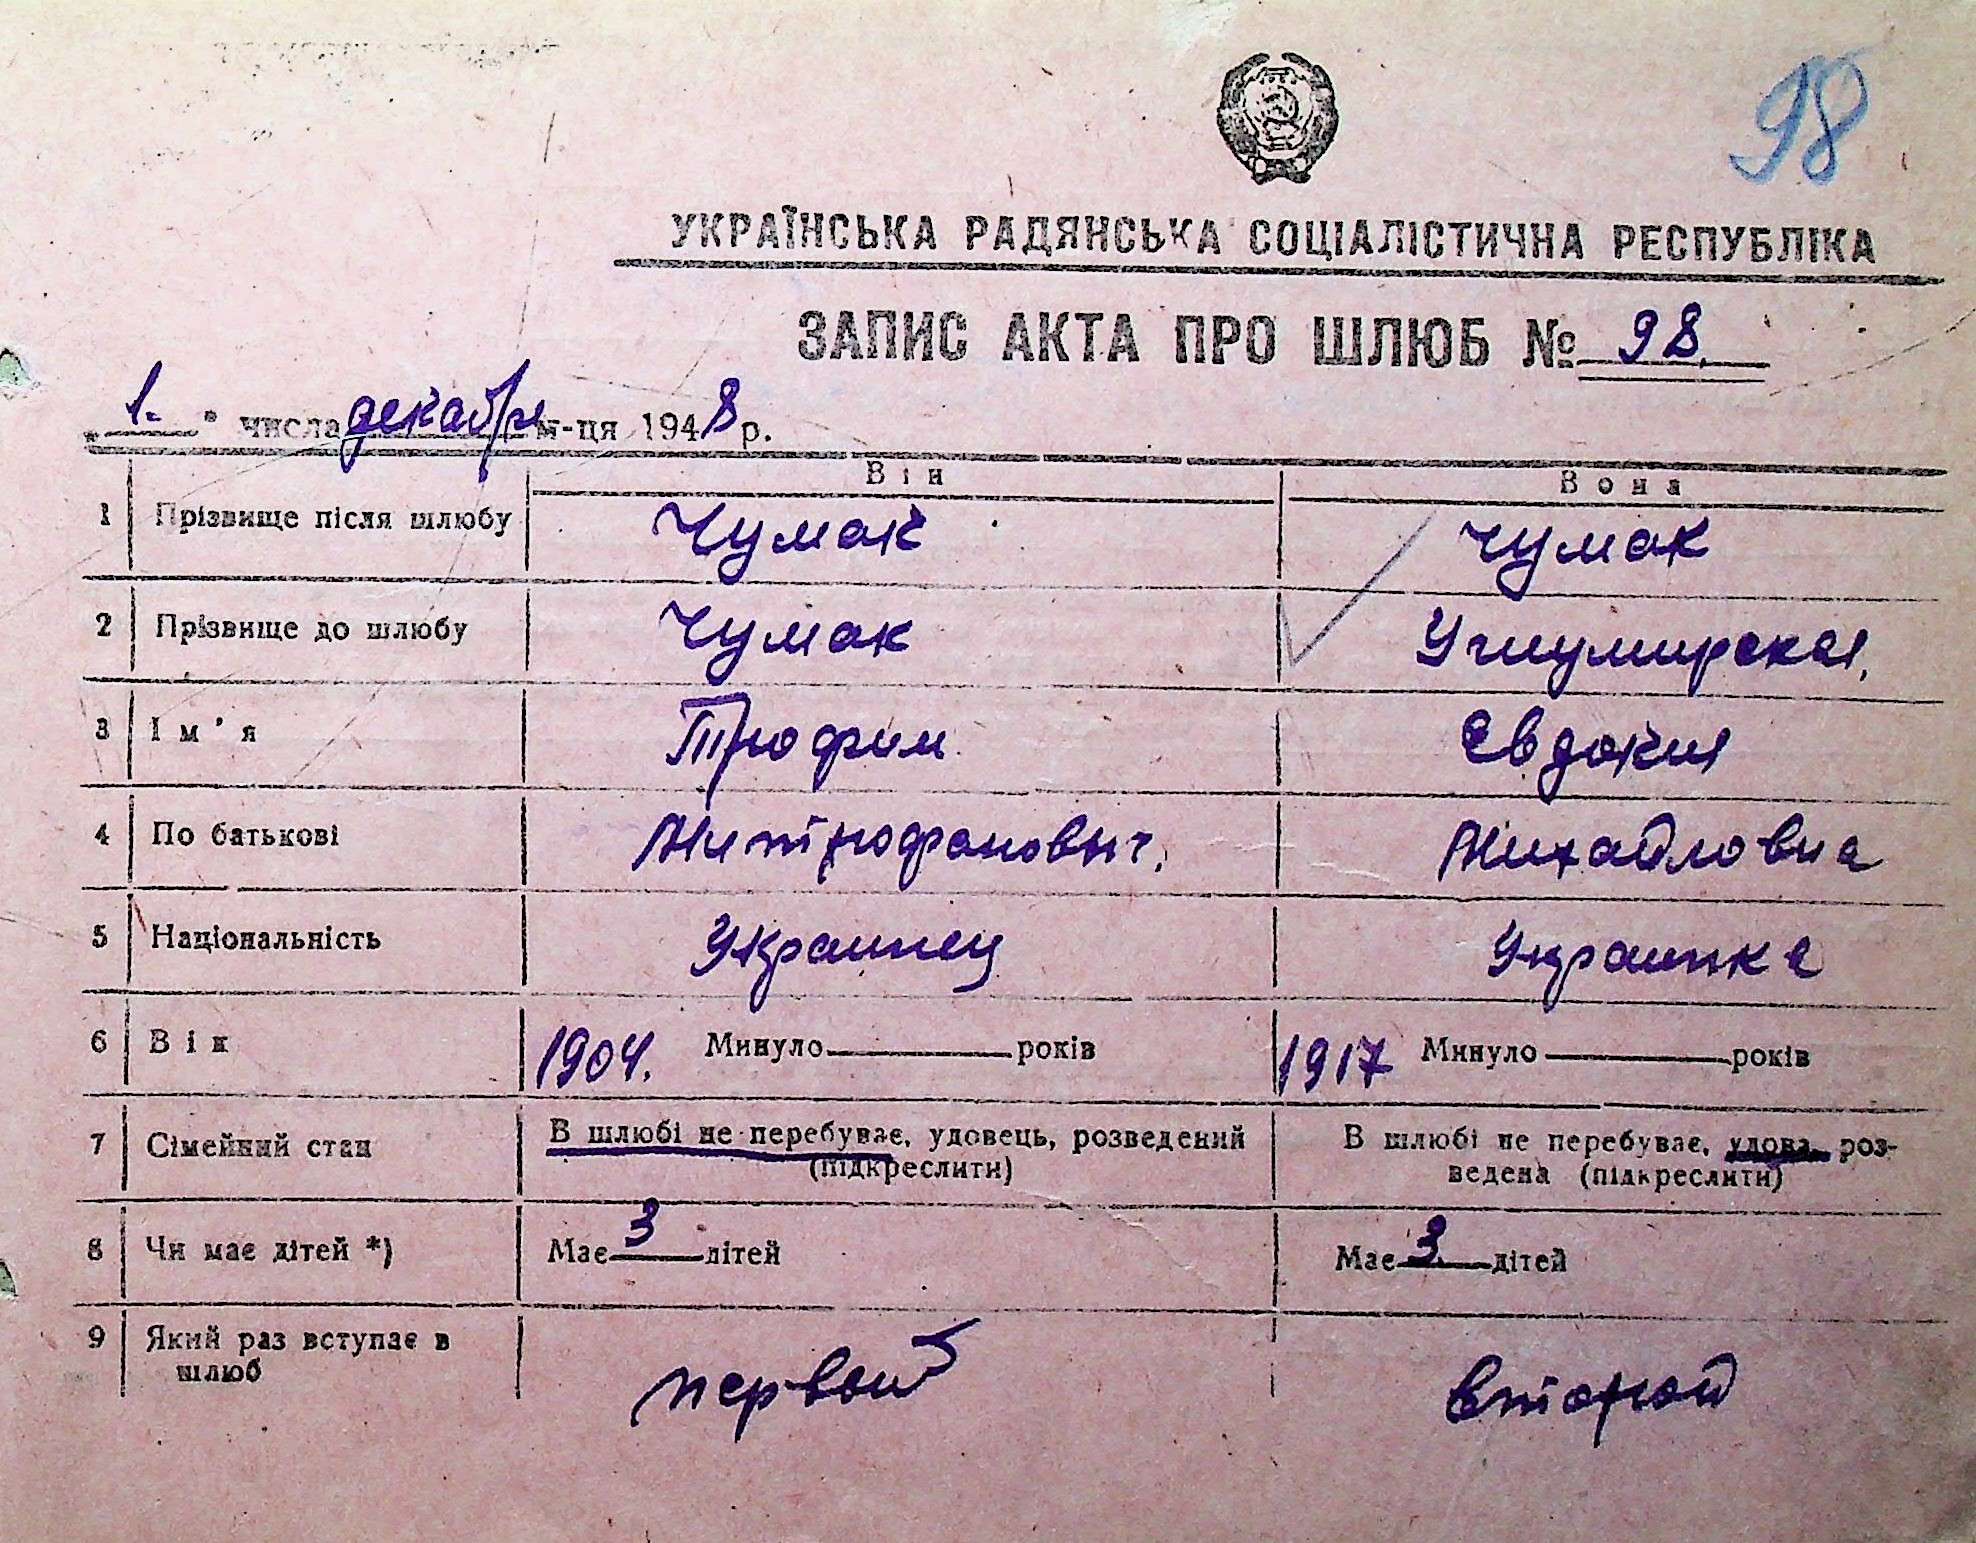 98
УКРАЇНСЬКА РАДЯНСЬКА СОЦІАЛІСТИЧНА РЕСПУБЛІКА
ЗАПИС АКТА ПРО ШЛЮБ № 98.
„1." числа декабря м-ця 1948 р.
Він Вона
1 Прізвище після шлюбу Чумак Чумак
2 Прізвище до шлюбу Чумак
3 Ім'я Трофим Евдокия
4 По батькові Митрофанович. Михайловна
5 Національність Украинец Украинка
6 Вік 1904. Минуло років 1917 Минуло років
7 Сімейний стан В шлюбі не перебуває, удовець, розведений (підкреслити) В шлюбі не перебуває, удова, роз-
ведена (підкреслити)
8 Чи має дітей *) Має 3 дітей Має 3. дітей
9 Який раз вступає в шлюб первый второй